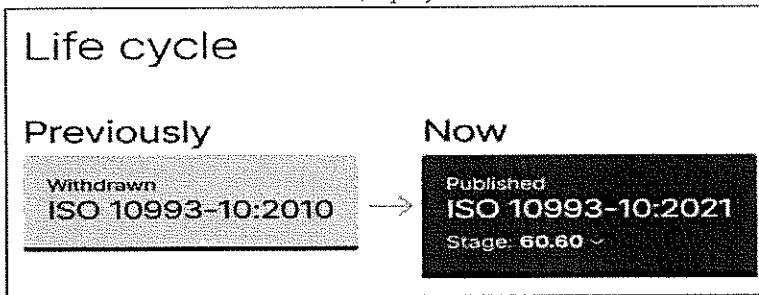 Life cycle
Previously
Withdrawn
ISO 10993-10:2010
Now
Published
ISO 10993-10:2021
Stage: 60.60